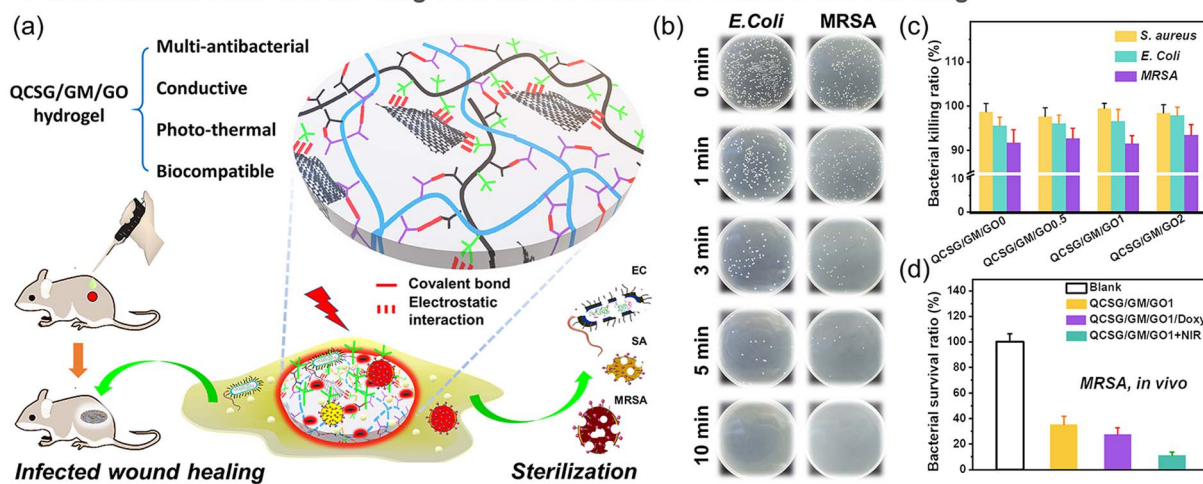 (a)
QCSG/GM/GO
hydrogel
Multi-antibacterial
Conductive
Photo-thermal
Biocompatible
Covalent bond
Electrostatic
interaction
EC
SA
MRSA
Infected wound healing
Sterilization
(b)
E.Coli
MRSA
0 min
1 min
3 min
5 min
10 min
(c)
S. aureus
E. Coli
MRSA
Bacterial killing ratio (%)
110
100
90
10
0
QCSG/GM/GO0
QCSG/GM/GO0.5
QCSG/GM/GO1
QCSG/GM/GO2
(d)
Blank
QCSG/GM/GO1
QCSG/GM/GO1/Doxy
QCSG/GM/GO1+NIR
MRSA, in vivo
Bacterial survival ratio (%)
140
120
100
80
60
40
20
0